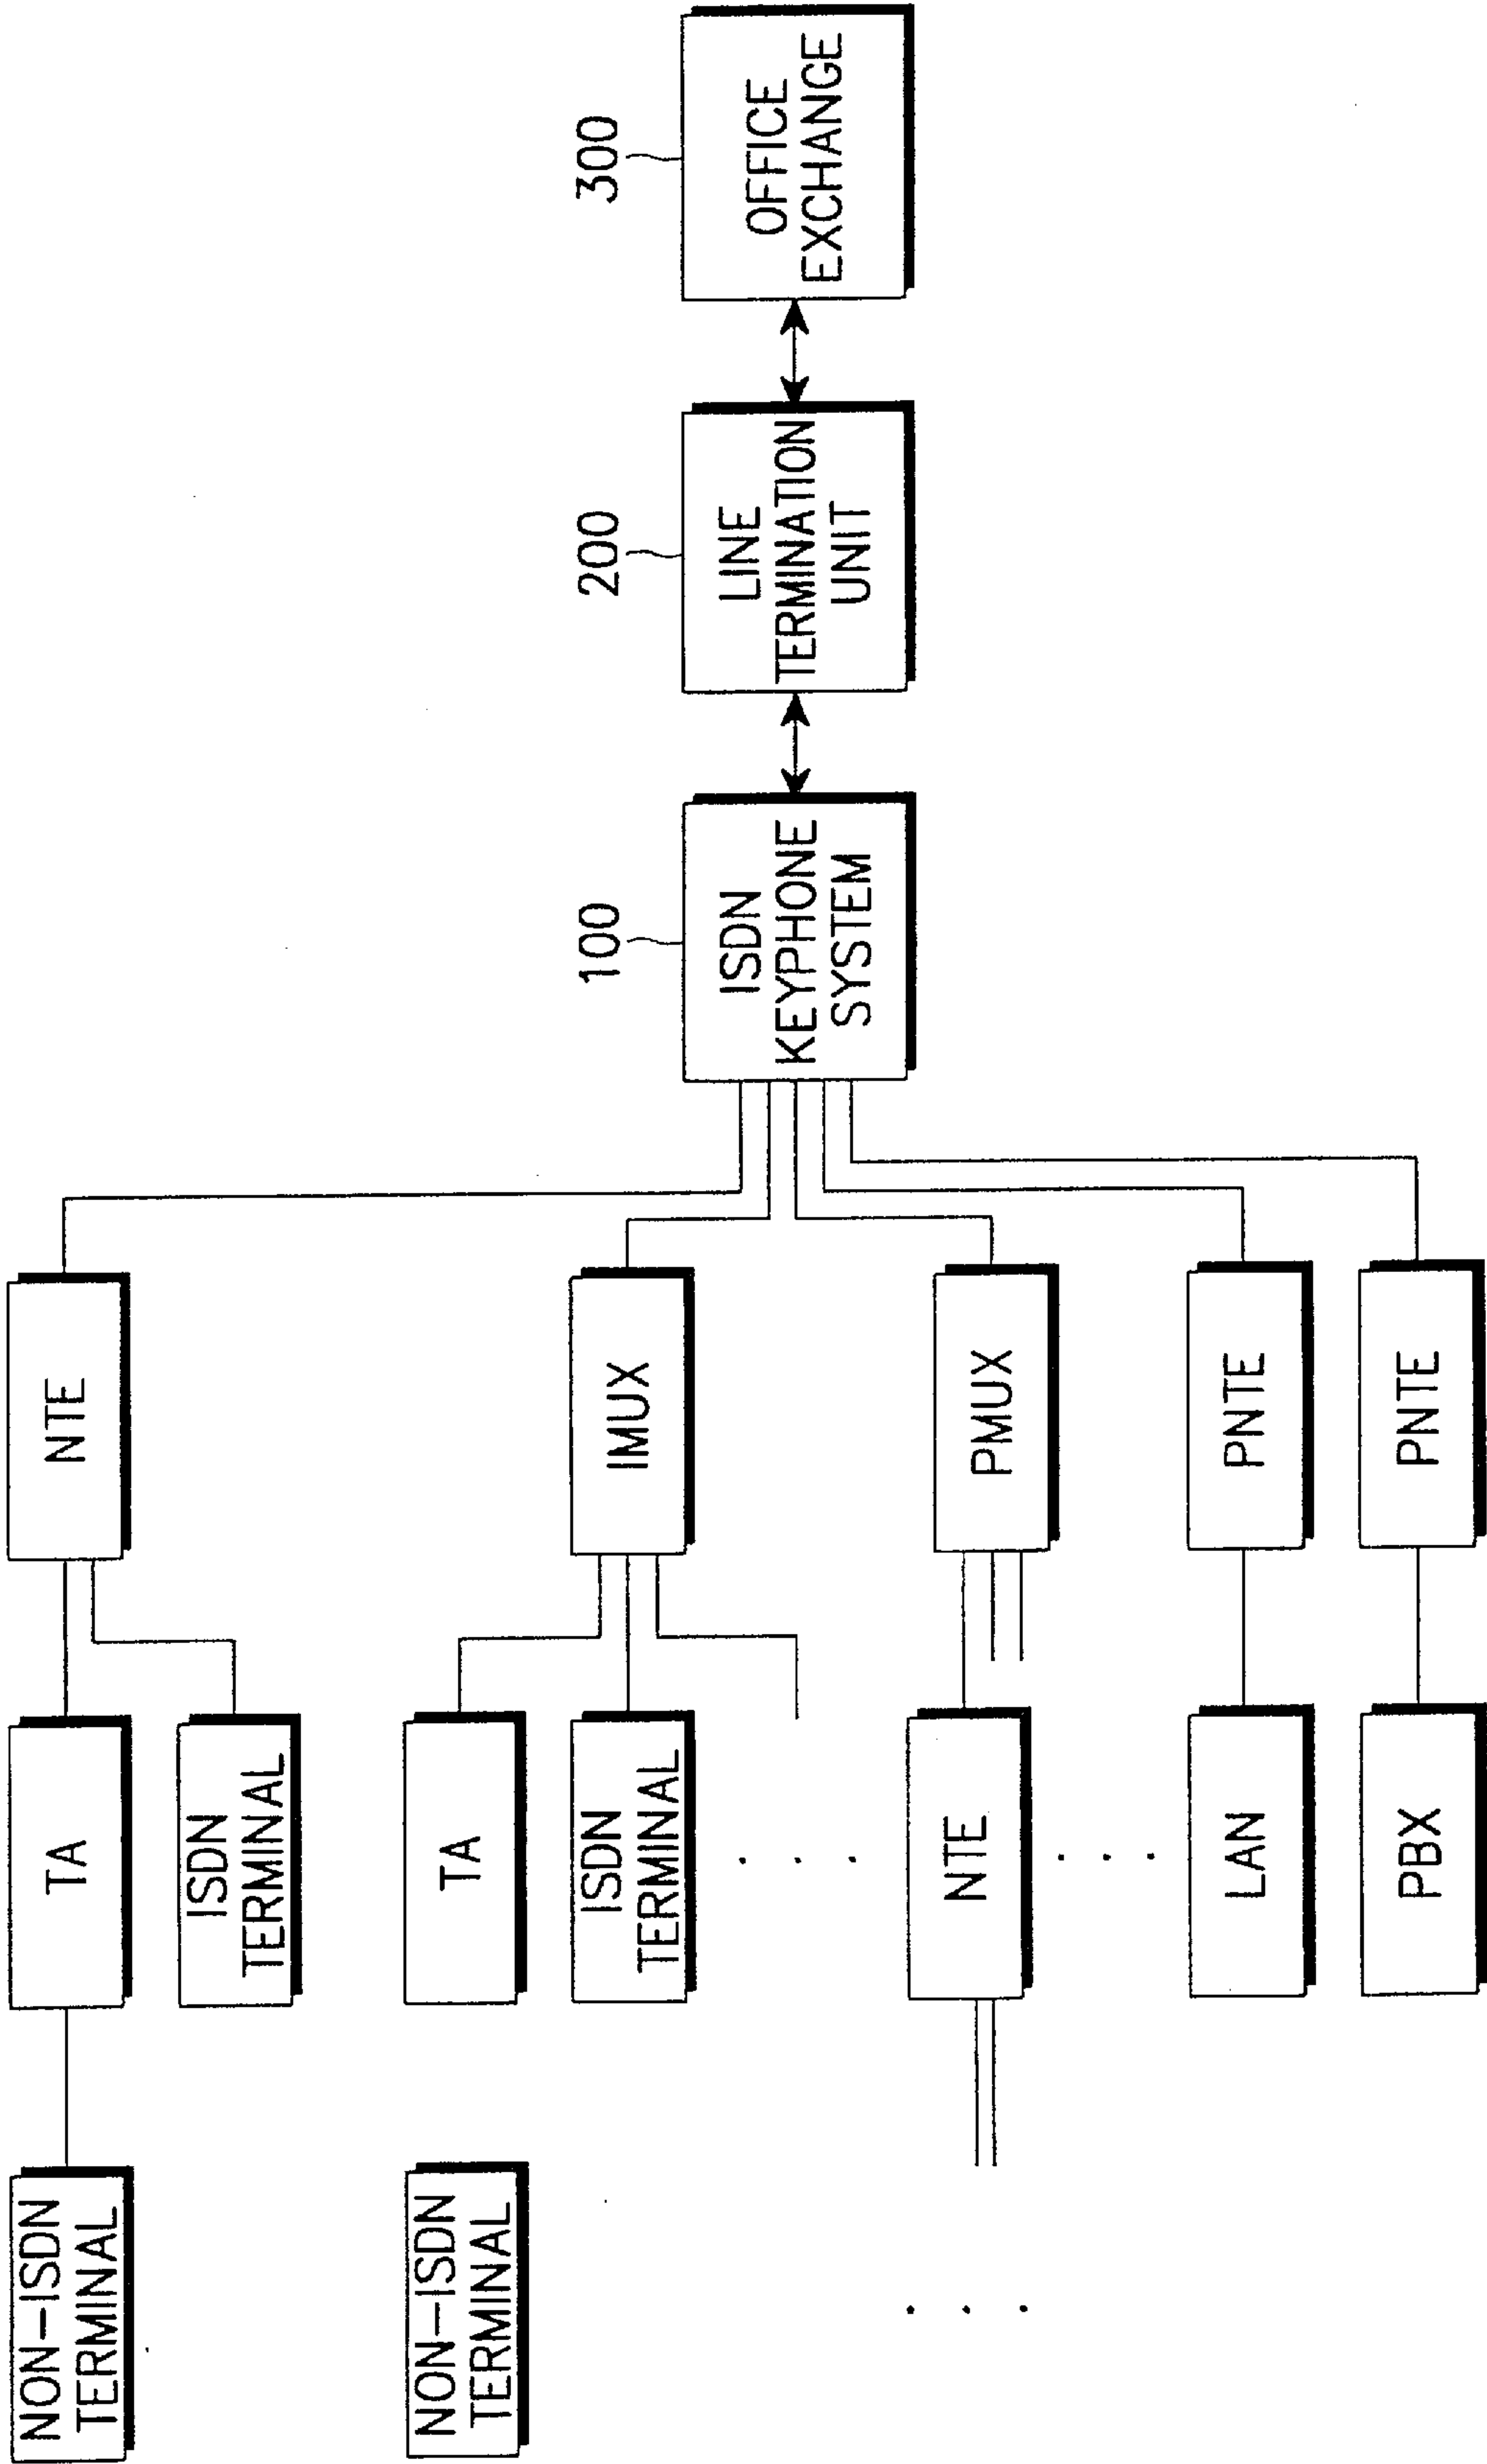 NON-ISDN
TERMINAL
TA
NTE
ISDN
TERMINAL
NON-ISDN
TERMINAL
TA
IMUX
ISDN
TERMINAL
100
ISDN
KEYPHONE
SYSTEM
200
LINE
TERMINATION
UNIT
300
OFFICE
EXCHANGE
NTE
PMUX
LAN
PNTE
PBX
PNTE